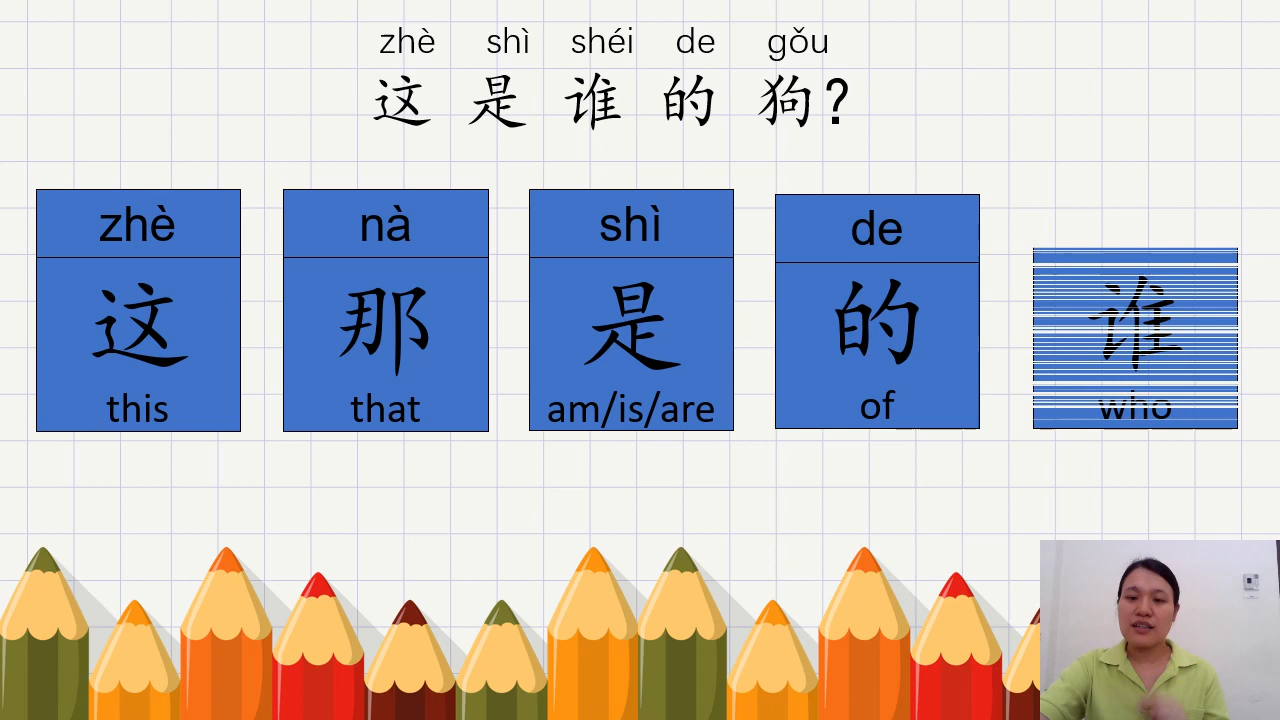 zhè shì shéi de gǒu
这是谁的狗?
zhè
这
this
nà
那
that
shì
是
am/is/are
de
的
of
谁
who